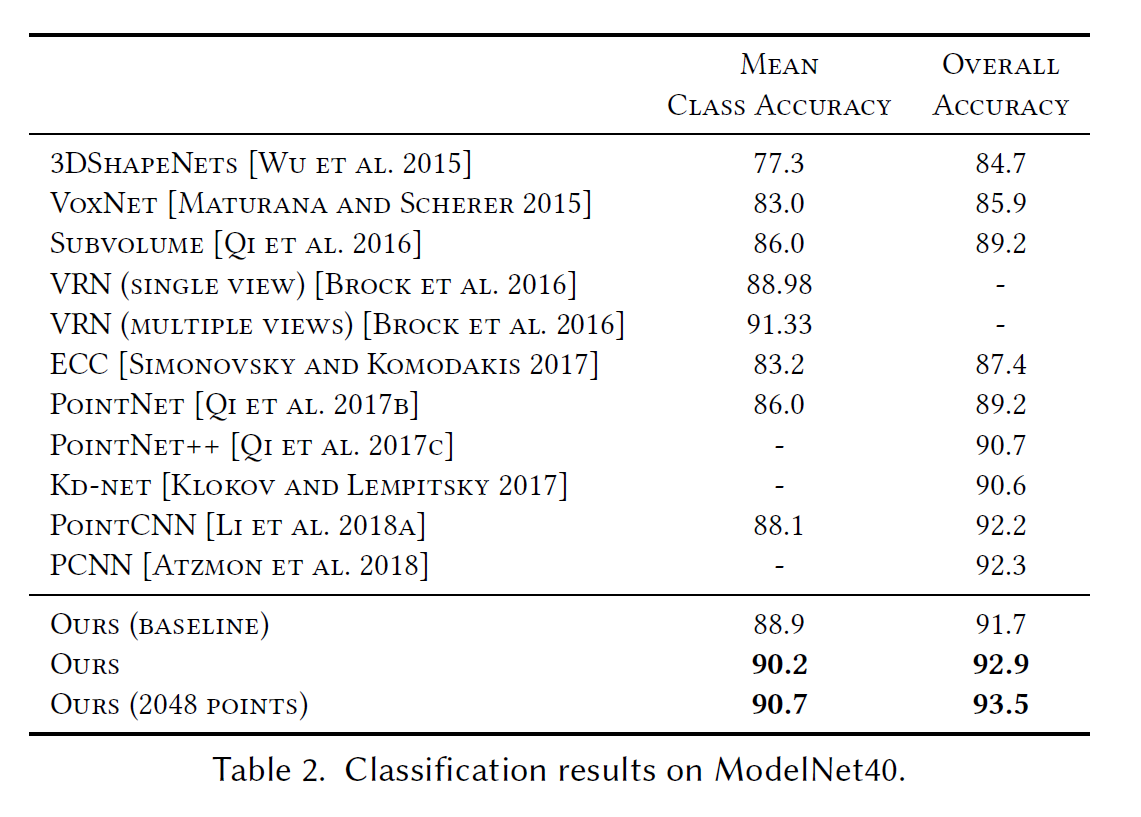 Mean Overall
Class Accuracy Accuracy
3DShapeNets [Wu et al. 2015] 77.3 84.7
VoxNet [Maturana and Scherer 2015] 83.0 85.9
Subvolume [Qi et al. 2016] 86.0 89.2
VRN (single view) [Brock et al. 2016] 88.98 -
VRN (multiple views) [Brock et al. 2016] 91.33 -
ECC [Simonovsky and Komodakis 2017] 83.2 87.4
PointNet [Qi et al. 2017b] 86.0 89.2
PointNet++ [Qi et al. 2017c] - 90.7
Kd-net [Klokov and Lempitsky 2017] - 90.6
PointCNN [Li et al. 2018a] 88.1 92.2
PCNN [Atzmon et al. 2018] - 92.3
Ours (baseline) 88.9 91.7
Ours 90.2 92.9
Ours (2048 points) 90.7 93.5
Table 2. Classification results on ModelNet40.